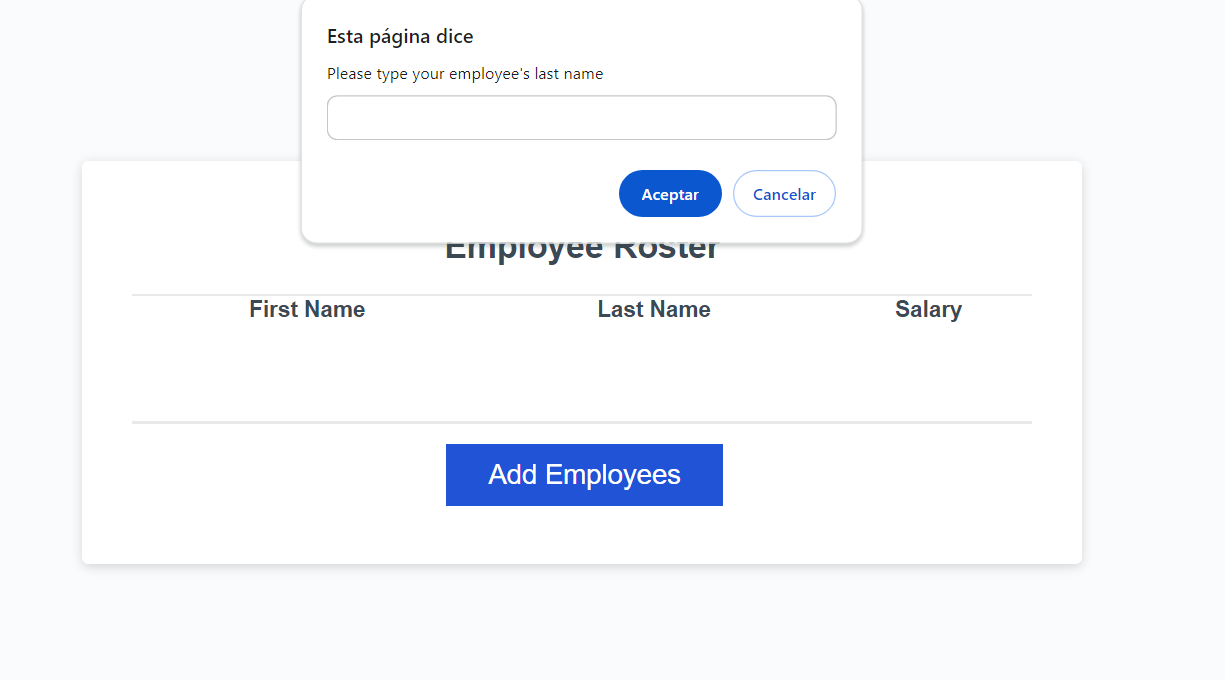 Esta página dice
Please type your employee's last name
Aceptar Cancelar
Employee Roster
First Name Last Name Salary
Add Employees